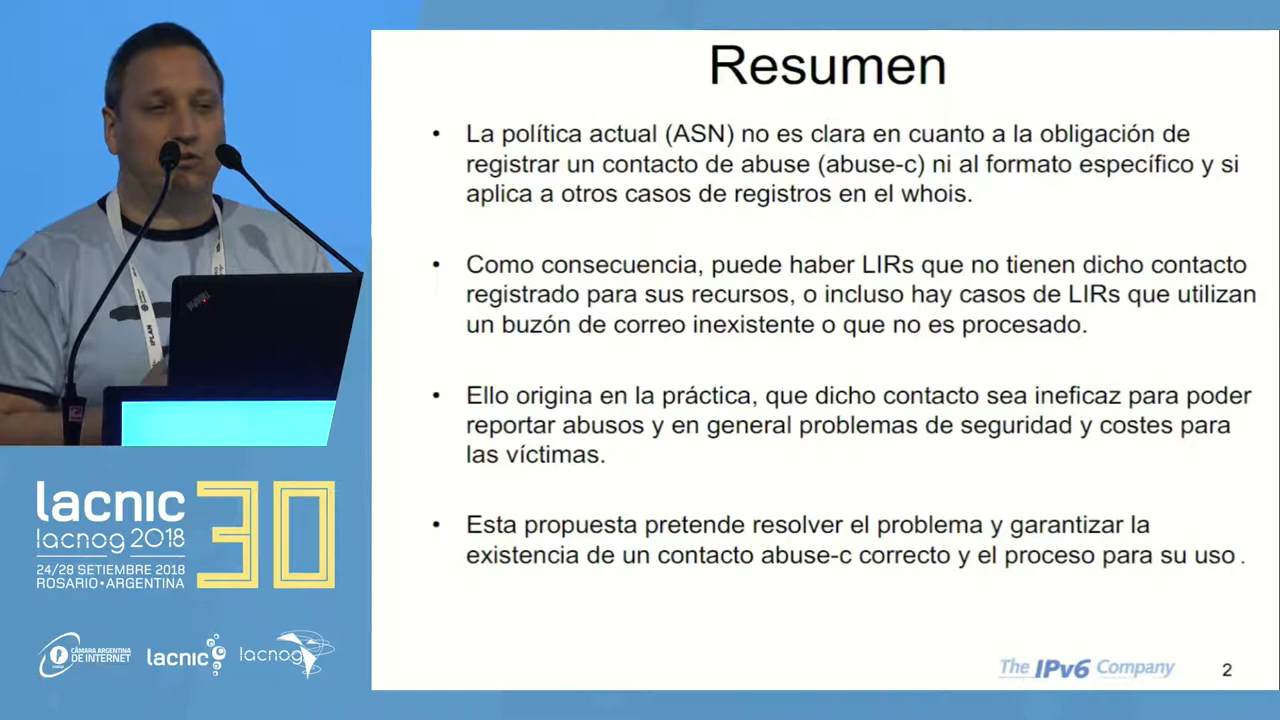 Resumen
• La política actual (ASN) no es clara en cuanto a la obligación de
registrar un contacto de abuse (abuse-c) ni al formato específico y si
aplica a otros casos de registros en el whois.
• Como consecuencia, puede haber LIRs que no tienen dicho contacto
registrado para sus recursos, o incluso hay casos de LIRs que utilizan
un buzón de correo inexistente o que no es procesado.
• Ello origina en la práctica, que dicho contacto sea ineficaz para poder
reportar abusos y en general problemas de seguridad y costes para
las víctimas.
• Esta propuesta pretende resolver el problema y garantizar la
existencia de un contacto abuse-c correcto y el proceso para su uso .
The IPv6 Company
2
IPLAN
lacnic 30
lacnog 2018
24/28 SETIEMBRE 2018
ROSARIO • ARGENTINA
CÁMARA ARGENTINA
DE INTERNET
lacnic
lacnog